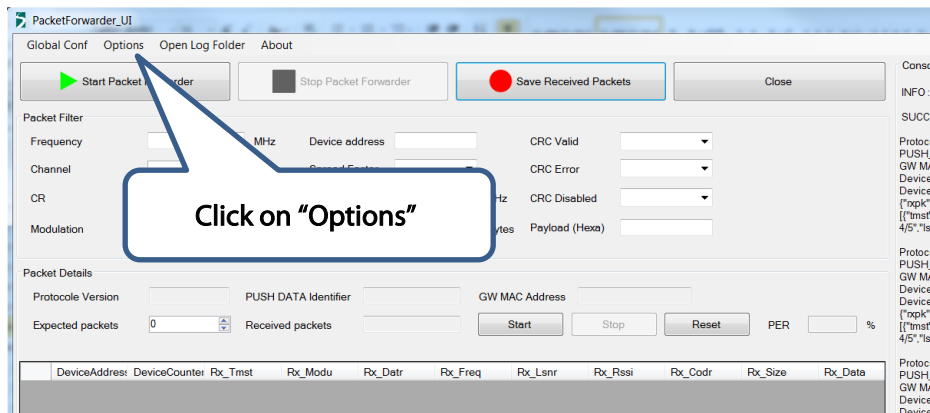 PacketForwarder_UI
Global Conf Options Open Log Folder About
Start Packet Forwarder Stop Packet Forwarder Save Received Packets Close
Conso
INFO :
Packet Filter
SUCC
Frequency MHz Device address CRC Valid
Channel Spread Factor CRC Error
CR Hz CRC Disabled
Modulation ytes Payload (Hexa)
Click on “Options”
Protoc
PUSH_
GW MA
Device
Device
{"rxpk"
[{"tmst"
4/5","ls
Packet Details
Protocole Version PUSH DATA Identifier GW MAC Address
Expected packets 0 Received packets Start Stop Reset PER %
Protoc
PUSH_
GW MA
Device
Device
{"rxpk"
[{"tmst"
4/5","ls
DeviceAddress DeviceCounter Rx_Tmst Rx_Modu Rx_Datr Rx_Freq Rx_Lsnr Rx_Rssi Rx_Codr Rx_Size Rx_Data
Protoc
PUSH_
GW MA
Device
Device